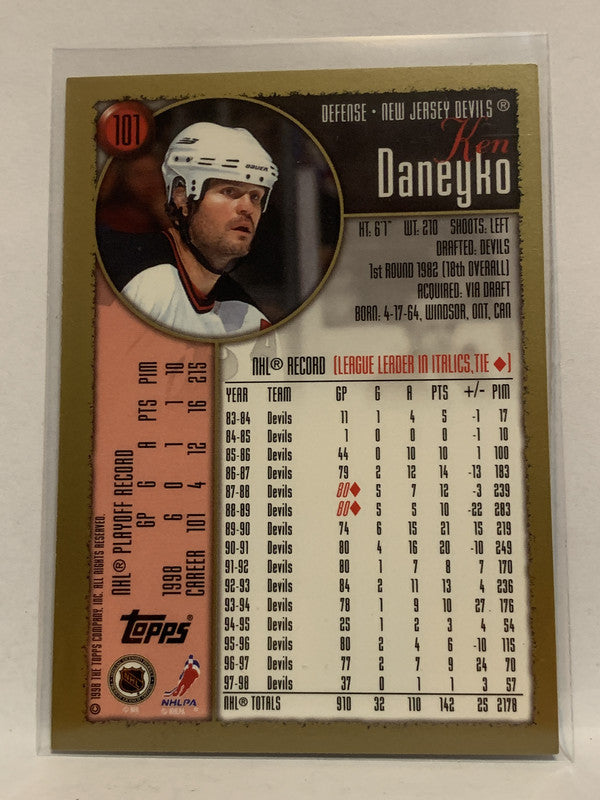 101
DEFENSE · NEW JERSEY DEVILS ®
Ken
Daneyko
BAUER
HT: 6'1" WT: 210 SHOOTS: LEFT
DRAFTED: DEVILS
1st ROUND 1982 (18th OVERALL)
ACQUIRED: VIA DRAFT
BORN: 4-17-64, WINDSOR, ONT, CAN
NHL® RECORD (LEAGUE LEADER IN ITALICS, TIE ♦)
YEAR TEAM GP G A PTS +/- PIM
83-84 Devils 11 1 4 5 -1 17
84-85 Devils 1 0 0 0 -1 10
85-86 Devils 44 0 10 10 1 100
86-87 Devils 79 2 12 14 -13 183
87-88 Devils 80♦ 5 7 12 -3 239
88-89 Devils 80♦ 5 5 10 -22 283
89-90 Devils 74 6 15 21 15 219
90-91 Devils 80 4 16 20 -10 249
91-92 Devils 80 1 7 8 7 170
92-93 Devils 84 2 11 13 4 236
93-94 Devils 78 1 9 10 27 176
94-95 Devils 25 1 2 3 4 54
95-96 Devils 80 2 4 6 -10 115
96-97 Devils 77 2 7 9 24 70
97-98 Devils 37 0 1 1 3 57
NHL® TOTALS 910 32 110 142 25 2178
NHL® PLAYOFF RECORD
GP G A PTS PIM
1998 6 0 1 1 10
CAREER 101 4 12 16 215
© 1998 THE TOPPS COMPANY, INC. ALL RIGHTS RESERVED.
TOPPS®
NHL
NHLPA